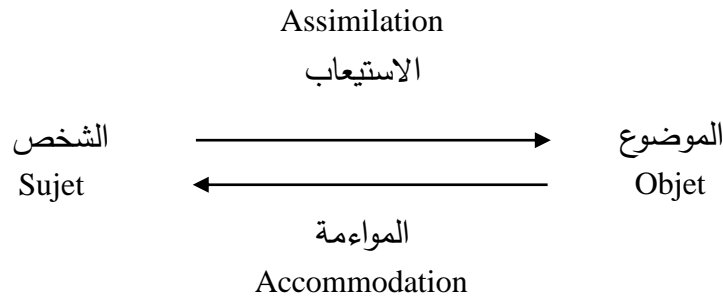 Assimilation
الاستيعاب
الشخص
الموضوع
Sujet
Objet
المواءمة
Accommodation